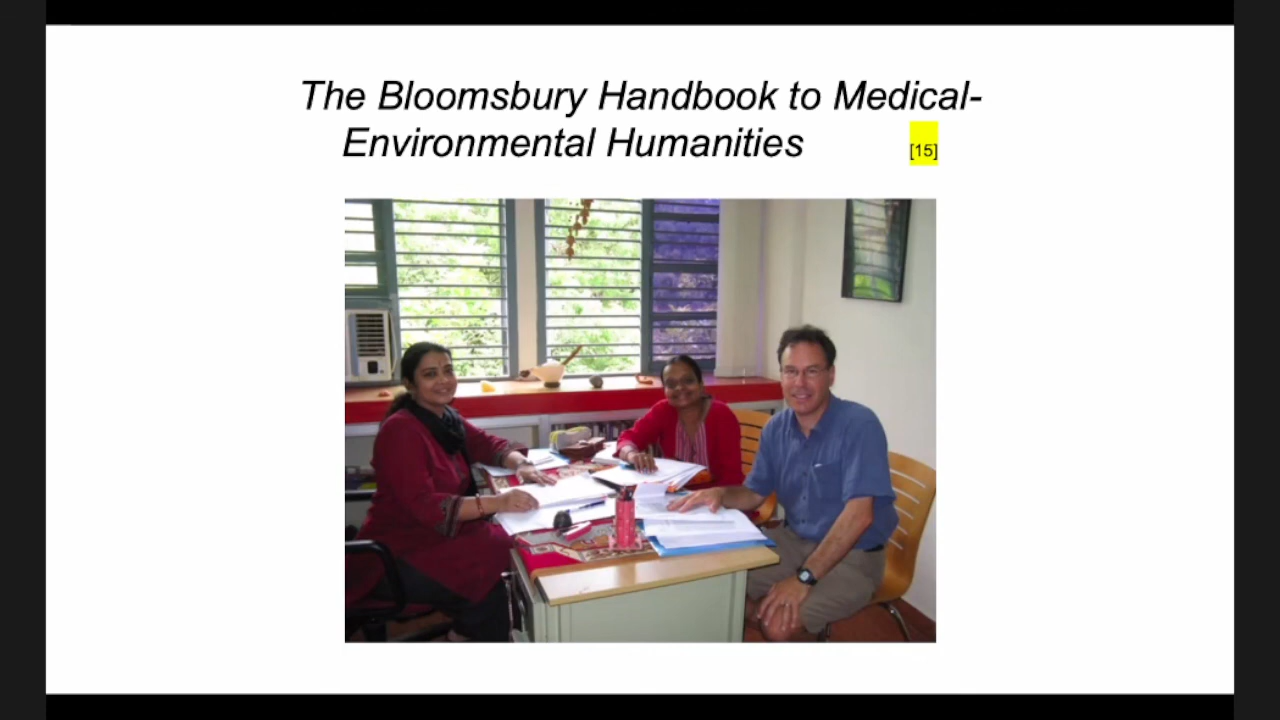 The Bloomsbury Handbook to Medical-
Environmental Humanities [15]